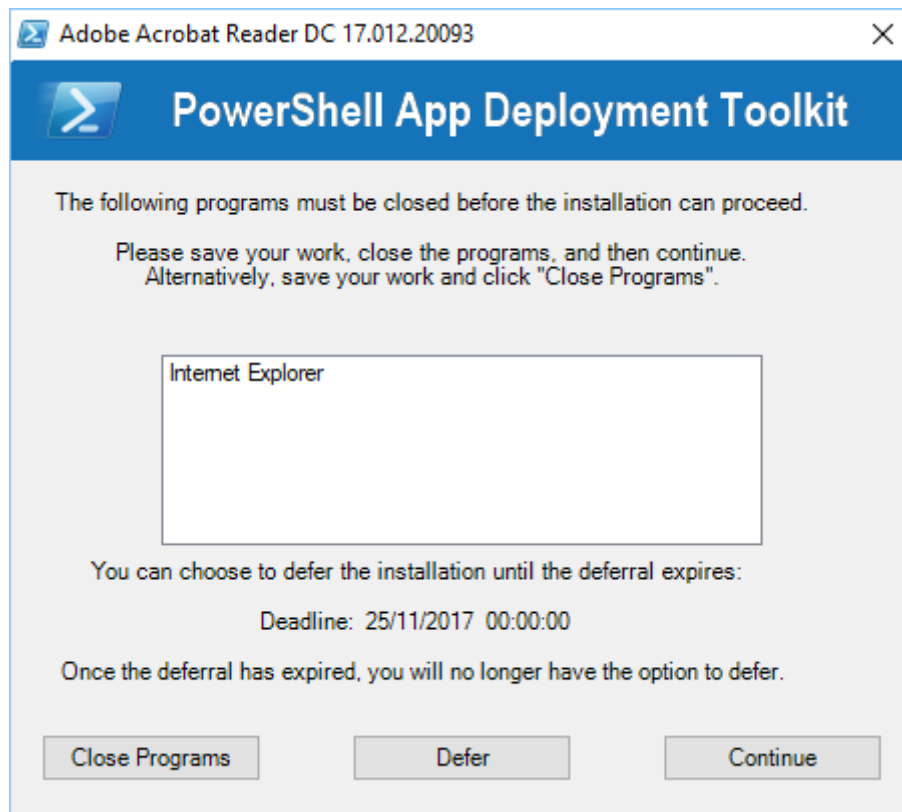 Adobe Acrobat Reader DC 17.012.20093
PowerShell App Deployment Toolkit
The following programs must be closed before the installation can proceed.
Please save your work, close the programs, and then continue.
Alternatively, save your work and click "Close Programs".
Internet Explorer
You can choose to defer the installation until the deferral expires:
Deadline: 25/11/2017 00:00:00
Once the deferral has expired, you will no longer have the option to defer.
Close Programs
Defer
Continue